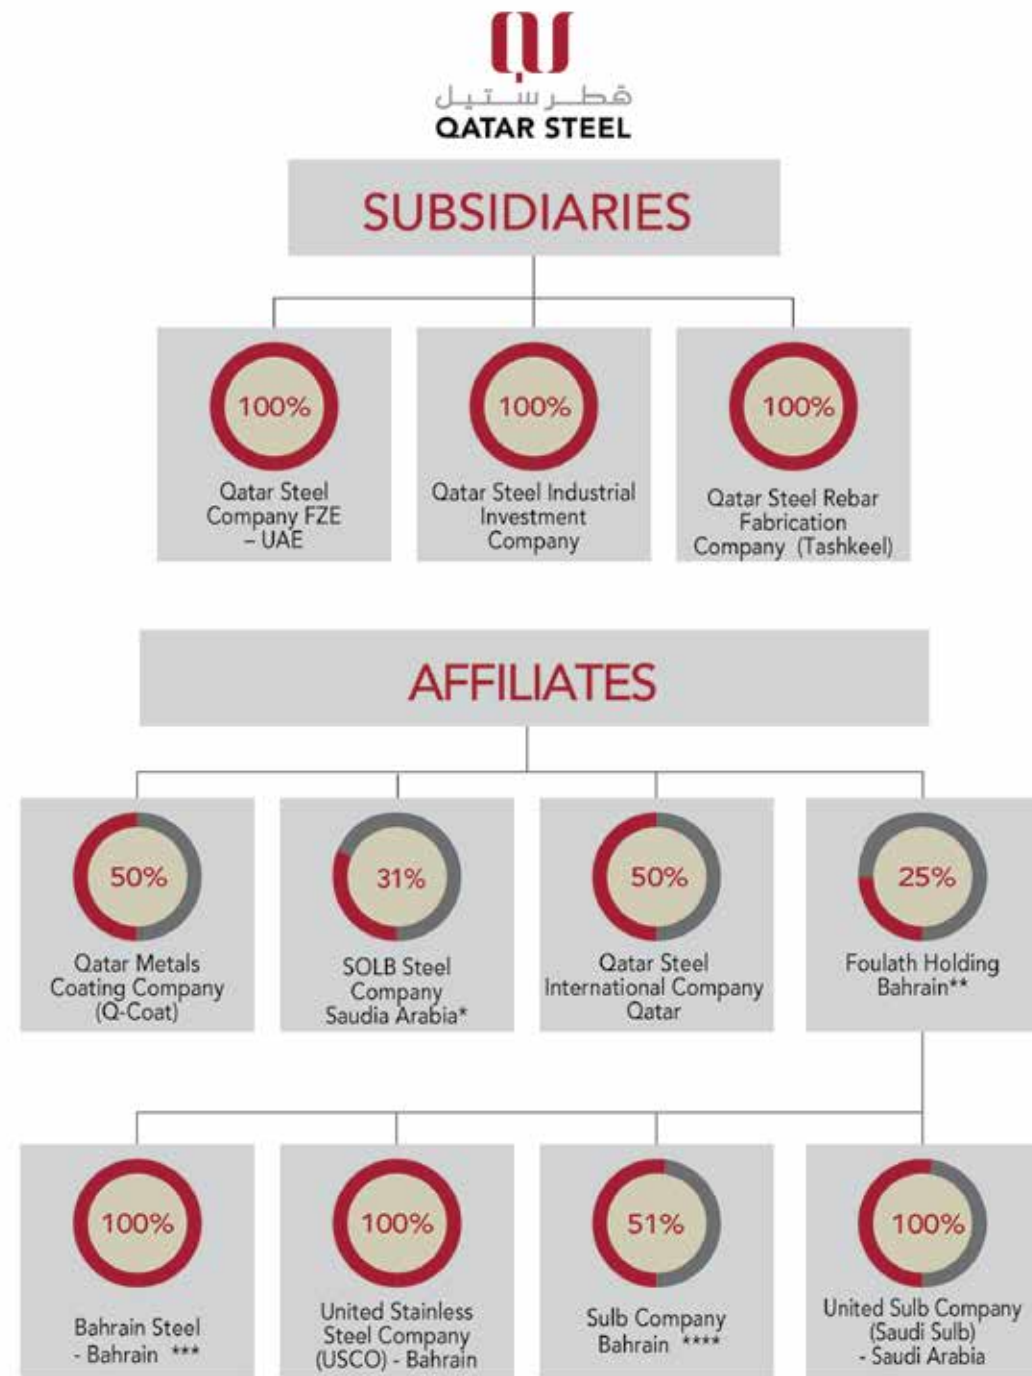 قطر ستيل
QATAR STEEL
SUBSIDIARIES
100%
Qatar Steel
Company FZE
– UAE
100%
Qatar Steel Industrial
Investment
Company
100%
Qatar Steel Rebar
Fabrication
Company (Tashkeel)
AFFILIATES
50%
Qatar Metals
Coating Company
(Q-Coat)
31%
SOLB Steel
Company
Saudia Arabia*
50%
Qatar Steel
International Company
Qatar
25%
Foulath Holding
Bahrain**
100%
Bahrain Steel
- Bahrain ***
100%
United Stainless
Steel Company
(USCO) - Bahrain
51%
Sulb Company
Bahrain ****
100%
United Sulb Company
(Saudi Sulb)
- Saudi Arabia